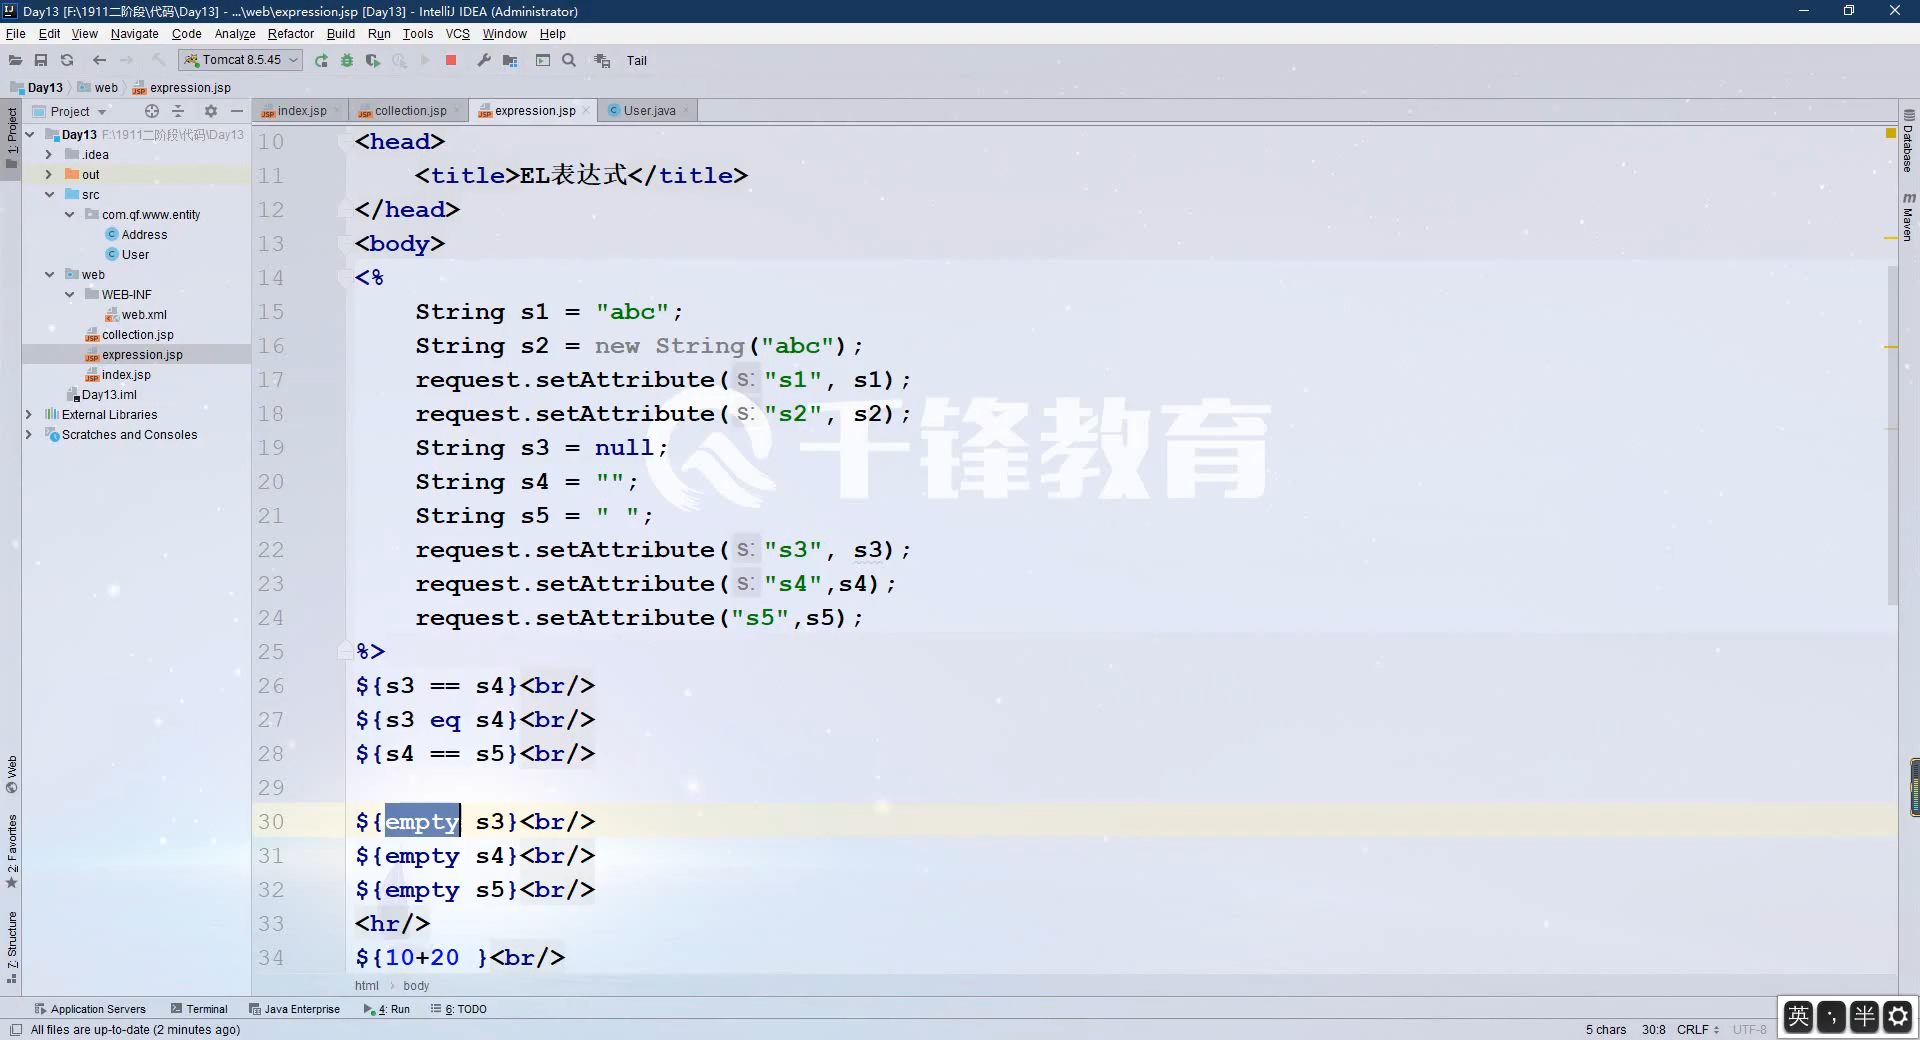 Day13 [F:\1911二阶段\代码\Day13] - ...\web\expression.jsp [Day13] - IntelliJ IDEA (Administrator)
File Edit View Navigate Code Analyze Refactor Build Run Tools VCS Window Help
Tomcat 8.5.45 Tail
Day13 web expression.jsp
Project index.jsp collection.jsp expression.jsp User.java
1: Project
Day13 F:\1911二阶段\代码\Day13
.idea
out
src
com.qf.www.entity
Address
User
web
WEB-INF
web.xml
collection.jsp
expression.jsp
index.jsp
Day13.iml
External Libraries
Scratches and Consoles
Web
2: Favorites
7: Structure
10 <head>
11 <title>EL表达式</title>
12 </head>
13 <body>
14 <%
15 String s1 = "abc";
16 String s2 = new String("abc");
17 request.setAttribute( s: "s1", s1);
18 request.setAttribute( s: "s2", s2);
19 String s3 = null;
20 String s4 = "";
21 String s5 = " ";
22 request.setAttribute( s: "s3", s3);
23 request.setAttribute( s: "s4",s4);
24 request.setAttribute("s5",s5);
25 %>
26 ${s3 == s4}<br/>
27 ${s3 eq s4}<br/>
28 ${s4 == s5}<br/>
29
30 ${empty s3}<br/>
31 ${empty s4}<br/>
32 ${empty s5}<br/>
33 <hr/>
34 ${10+20 }<br/>
千锋教育
Database
Maven
html › body
Application Servers Terminal Java Enterprise 4: Run 6: TODO
All files are up-to-date (2 minutes ago) 5 chars 30:8 CRLF UTF-8
英 ·, 半